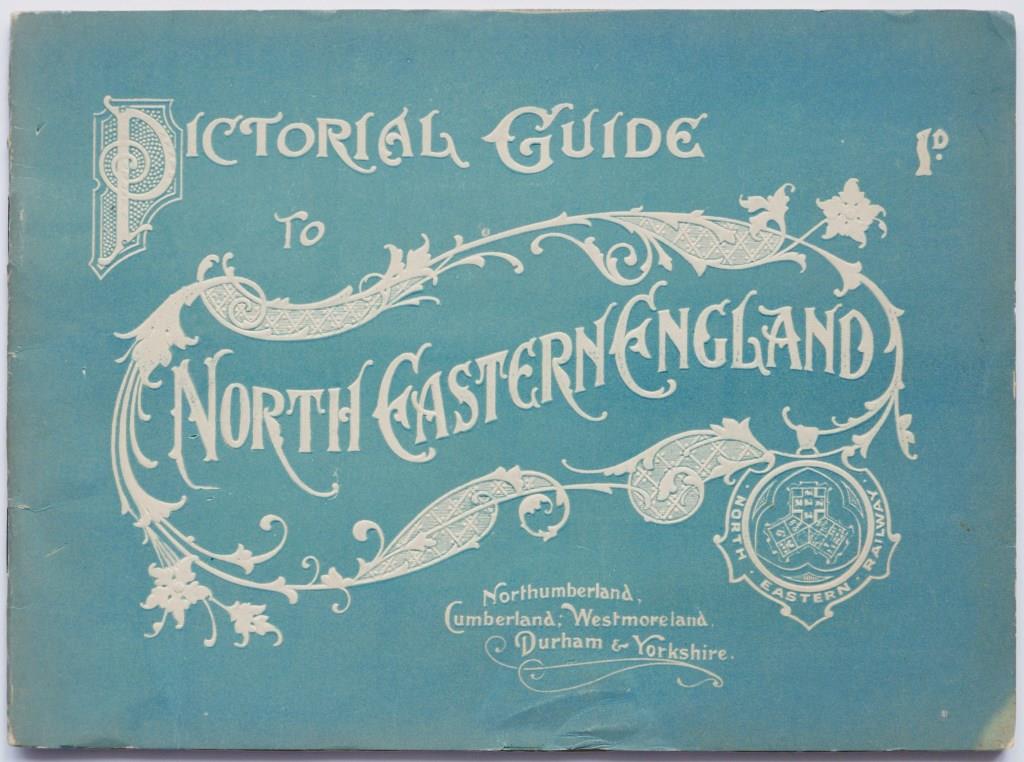 PICTORIAL GUIDE
1D.
TO
NORTH EASTERN ENGLAND
Northumberland,
Cumberland, Westmoreland,
Durham & Yorkshire.
NORTH · EASTERN · RAILWAY